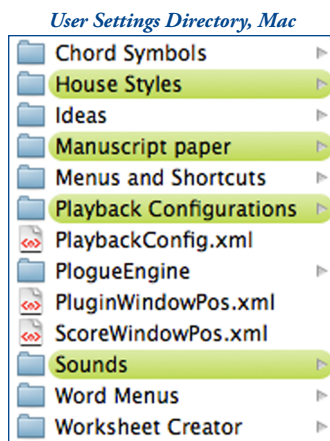 User Settings Directory, Mac
Chord Symbols
House Styles
Ideas
Manuscript paper
Menus and Shortcuts
Playback Configurations
PlaybackConfig.xml
PlogueEngine
PluginWindowPos.xml
ScoreWindowPos.xml
Sounds
Word Menus
Worksheet Creator